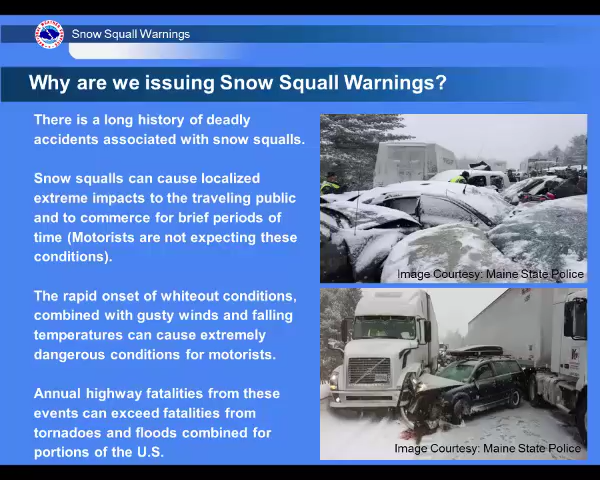 Snow Squall Warnings
Why are we issuing Snow Squall Warnings?
There is a long history of deadly
accidents associated with snow squalls.
Snow squalls can cause localized
extreme impacts to the traveling public
and to commerce for brief periods of
time (Motorists are not expecting these
conditions).
The rapid onset of whiteout conditions,
combined with gusty winds and falling
temperatures can cause extremely
dangerous conditions for motorists.
Annual highway fatalities from these
events can exceed fatalities from
tornadoes and floods combined for
portions of the U.S.
Image Courtesy: Maine State Police
Image Courtesy: Maine State Police